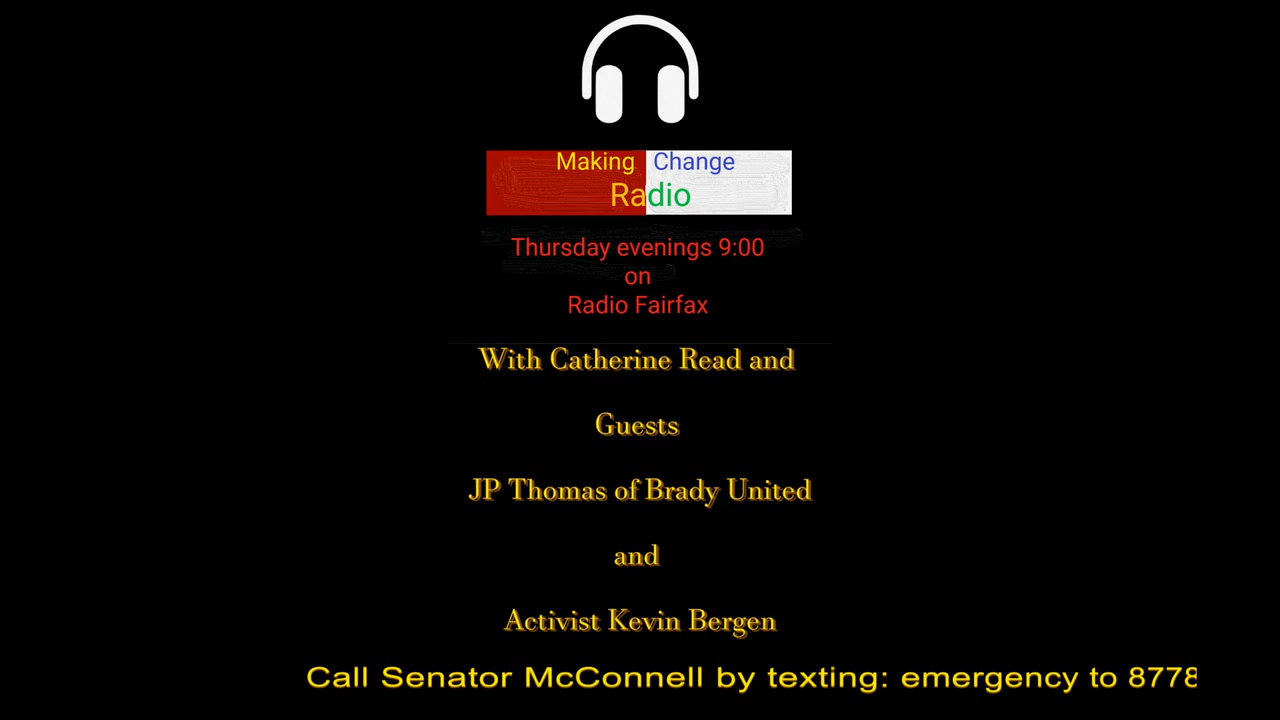 Making Change
Radio
Thursday evenings 9:00
on
Radio Fairfax
With Catherine Read and
Guests
JP Thomas of Brady United
and
Activist Kevin Bergen
Call Senator McConnell by texting: emergency to 8778